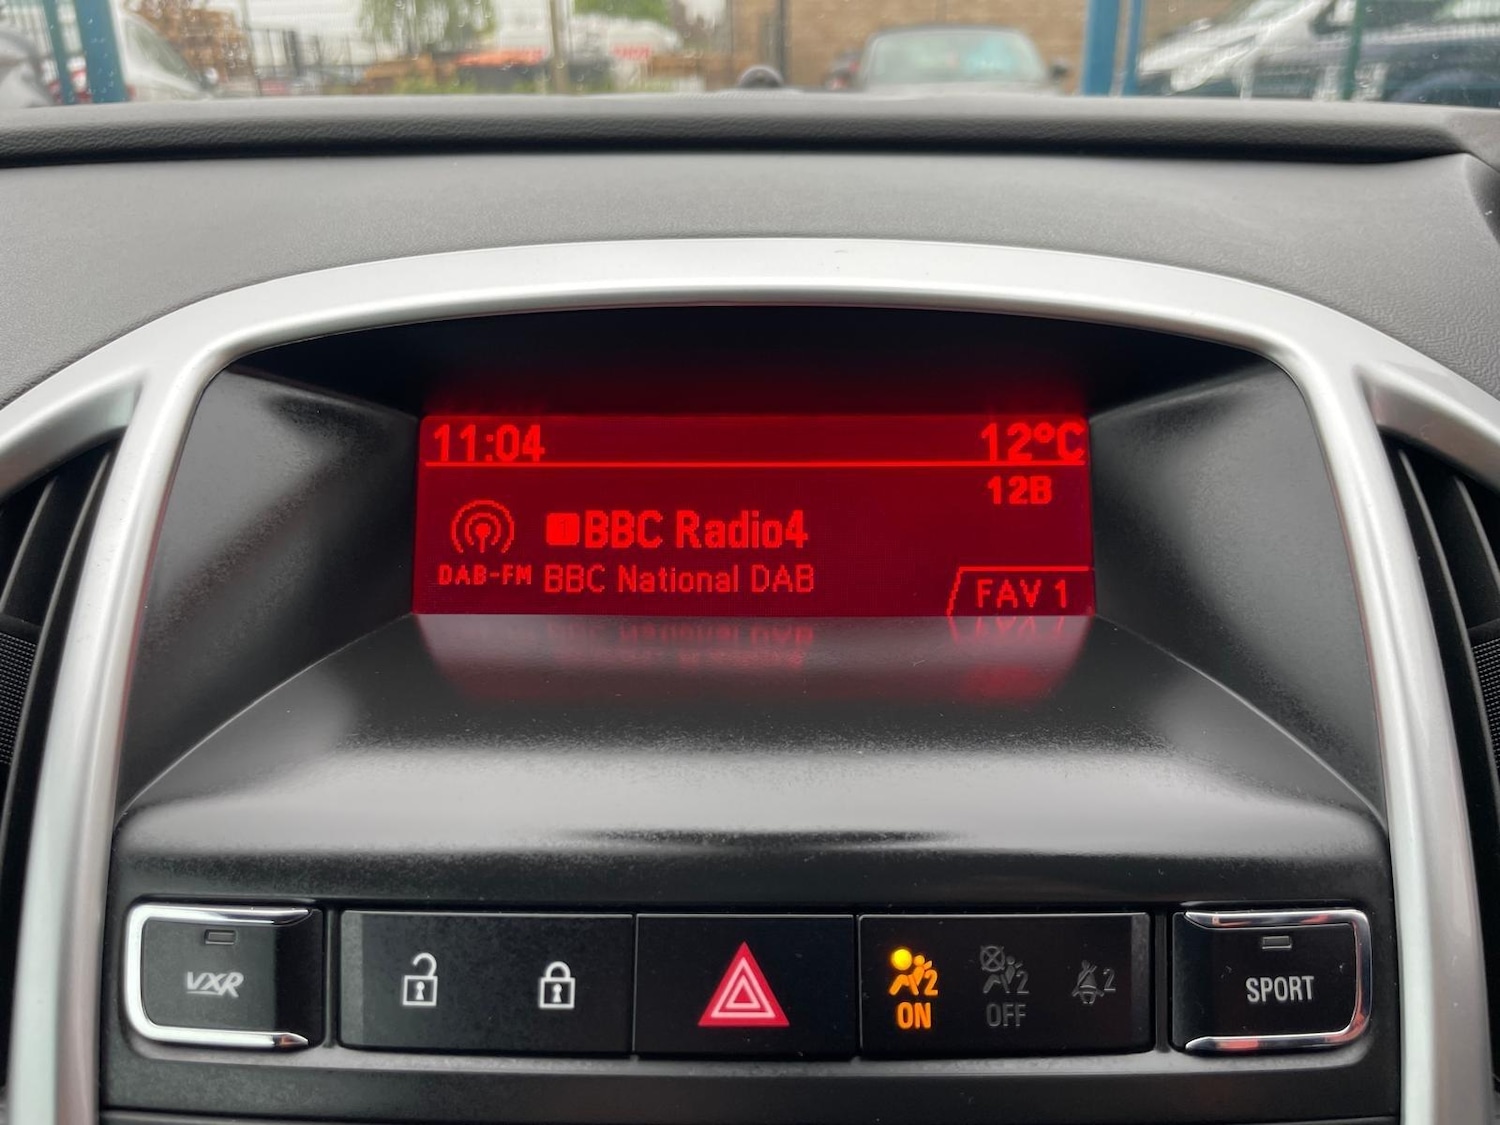 11:04 12°C
12B
1 BBC Radio4
DAB-FM BBC National DAB
FAV 1
VXR
2 ON
2 OFF
2
SPORT